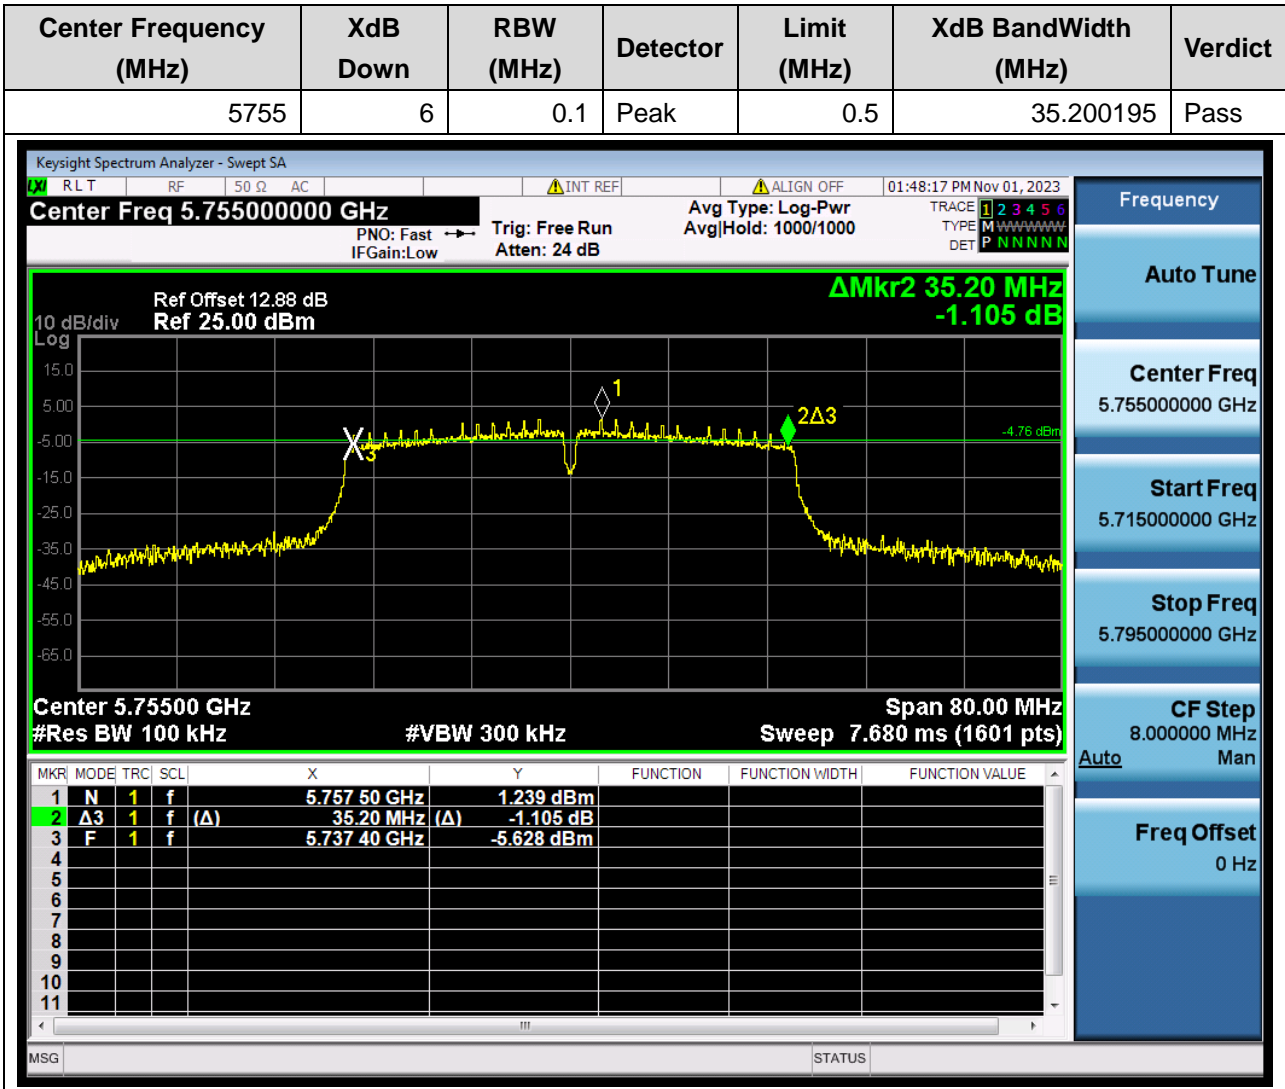 Center Frequency (MHz) XdB Down RBW (MHz) Detector Limit (MHz) XdB BandWidth (MHz) Verdict
5755 6 0.1 Peak 0.5 35.200195 Pass
Keysight Spectrum Analyzer - Swept SA
LXI RLT RF 50 Ω AC INT REF ALIGN OFF 01:48:17 PM Nov 01, 2023
Center Freq 5.755000000 GHz
PNO: Fast
IFGain:Low
Trig: Free Run
Atten: 24 dB
Avg Type: Log-Pwr
Avg|Hold: 1000/1000
TRACE 1 2 3 4 5 6
TYPE M WWWWW
DET P N N N N N
Frequency
Auto Tune
Center Freq
5.755000000 GHz
Start Freq
5.715000000 GHz
Stop Freq
5.795000000 GHz
CF Step
8.000000 MHz
Auto Man
Freq Offset
0 Hz
ΔMkr2 35.20 MHz
-1.105 dB
Ref Offset 12.88 dB
10 dB/div Ref 25.00 dBm
Log
15.0
5.00
-5.00
-15.0
-25.0
-35.0
-45.0
-55.0
-65.0
1
2Δ3
3
-4.76 dBm
Center 5.75500 GHz Span 80.00 MHz
#Res BW 100 kHz #VBW 300 kHz Sweep 7.680 ms (1601 pts)
MKR MODE TRC SCL X Y FUNCTION FUNCTION WIDTH FUNCTION VALUE
1 N 1 f 5.757 50 GHz 1.239 dBm
2 Δ3 1 f (Δ) 35.20 MHz (Δ) -1.105 dB
3 F 1 f 5.737 40 GHz -5.628 dBm
4
5
6
7
8
9
10
11
MSG STATUS